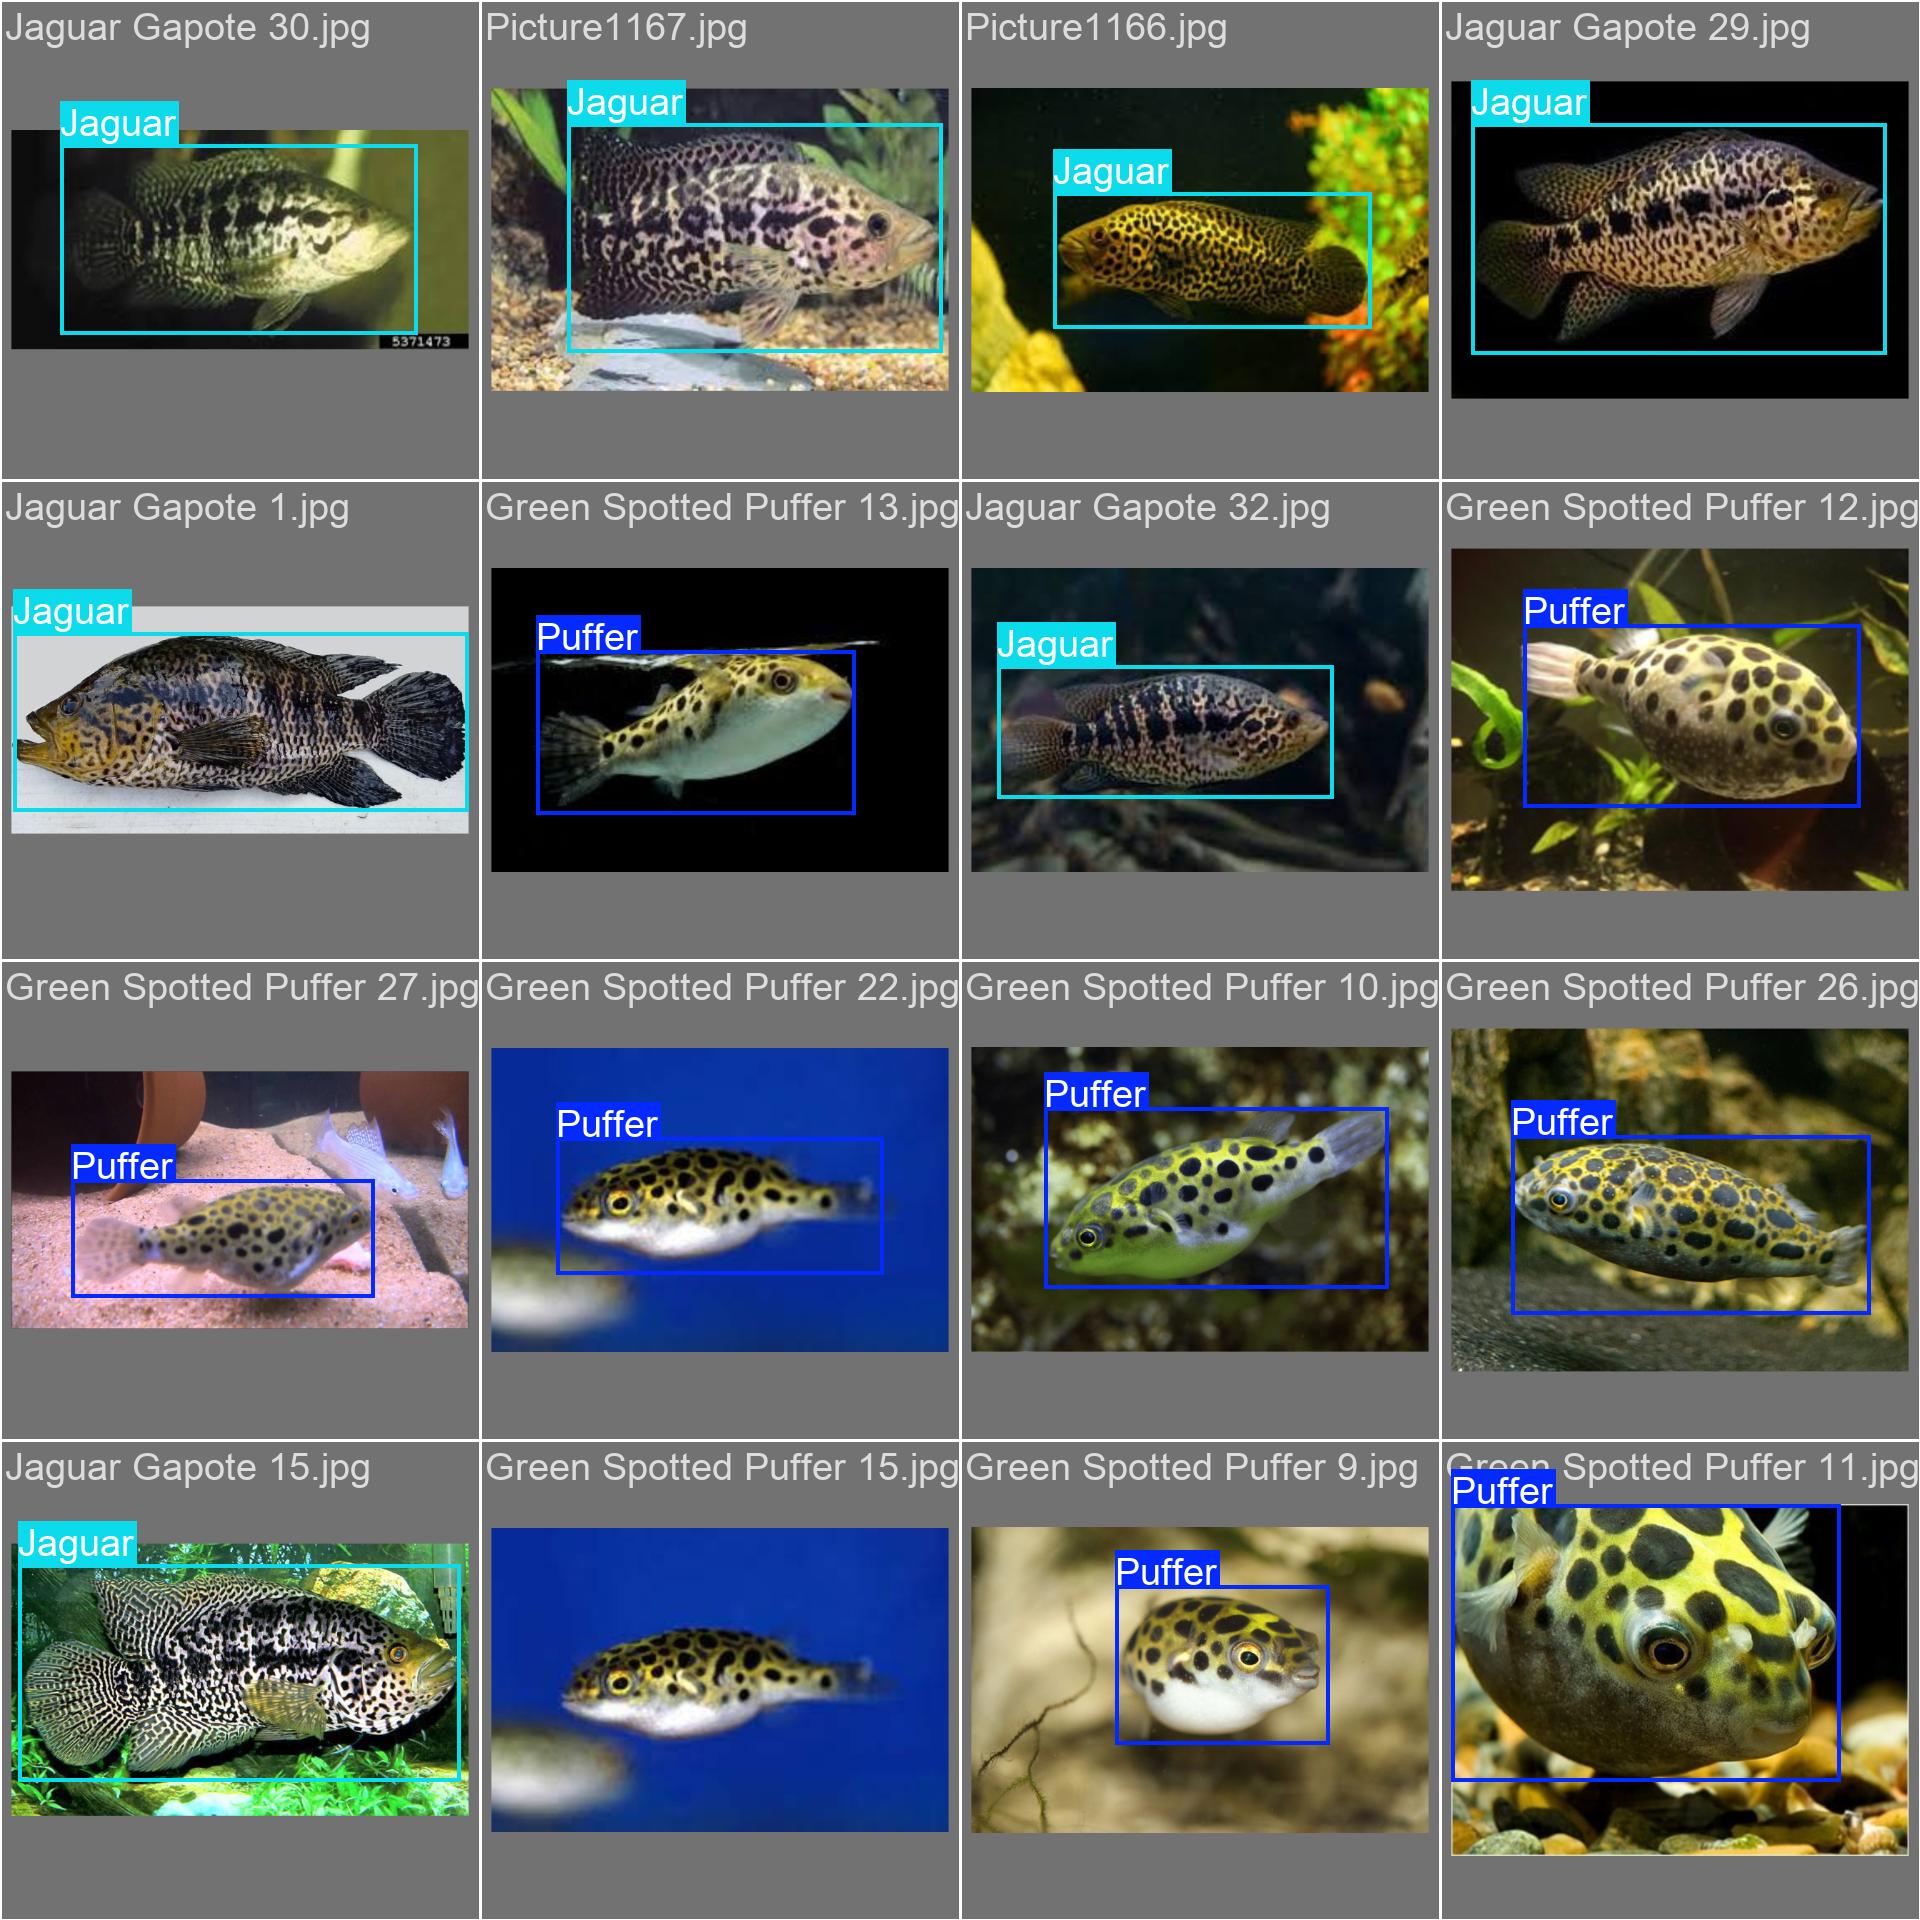 Jaguar Gapote 30.jpg
Jaguar
5371473
Picture1167.jpg
Jaguar
Picture1166.jpg
Jaguar
Jaguar Gapote 29.jpg
Jaguar
Jaguar Gapote 1.jpg
Jaguar
Green Spotted Puffer 13.jpg
Puffer
Jaguar Gapote 32.jpg
Jaguar
Green Spotted Puffer 12.jpg
Puffer
Green Spotted Puffer 27.jpg
Puffer
Green Spotted Puffer 22.jpg
Puffer
Green Spotted Puffer 10.jpg
Puffer
Green Spotted Puffer 26.jpg
Puffer
Jaguar Gapote 15.jpg
Jaguar
Green Spotted Puffer 15.jpg
Green Spotted Puffer 9.jpg
Puffer
Green Spotted Puffer 11.jpg
Puffer